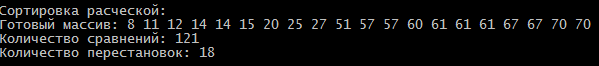 Сортировка расческой:
Готовый массив: 8 11 12 14 14 15 20 25 27 51 57 57 60 61 61 61 67 67 70 70
Количество сравнений: 121
Количество перестановок: 18